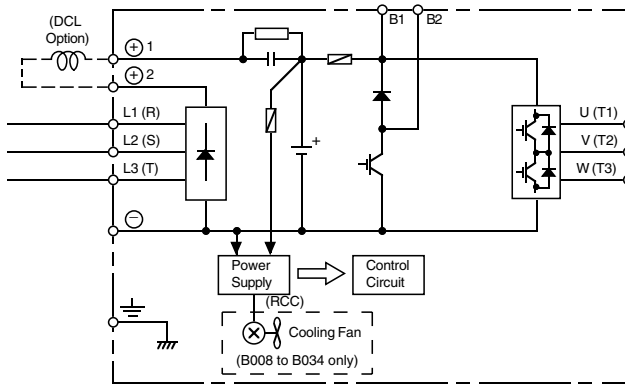 (DCL
Option)
⊕ 1
⊕ 2
B1 B2
L1 (R)
L2 (S)
L3 (T)
⊖
+
U (T1)
V (T2)
W (T3)
Power
Supply
Control
Circuit
(RCC)
Cooling Fan
(B008 to B034 only)